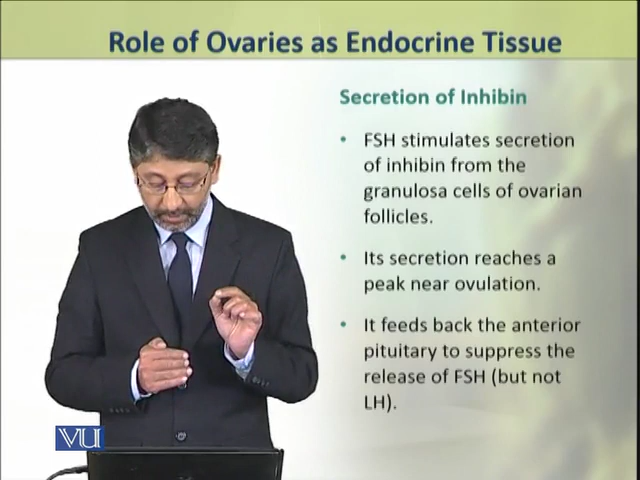 Role of Ovaries as Endocrine Tissue
Secretion of Inhibin
• FSH stimulates secretion
of inhibin from the
granulosa cells of ovarian
follicles.
• Its secretion reaches a
peak near ovulation.
• It feeds back the anterior
pituitary to suppress the
release of FSH (but not
LH).
VU